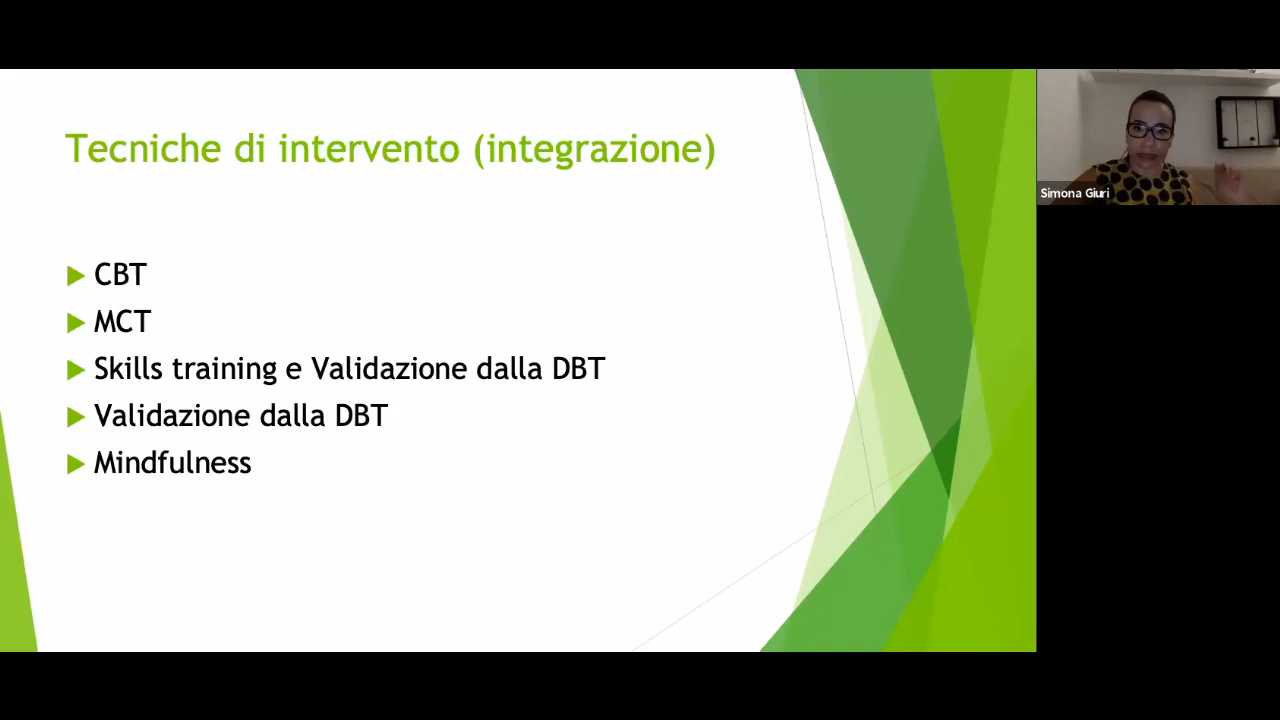 Tecniche di intervento (integrazione)
CBT
MCT
Skills training e Validazione dalla DBT
Validazione dalla DBT
Mindfulness
Simona Giuri